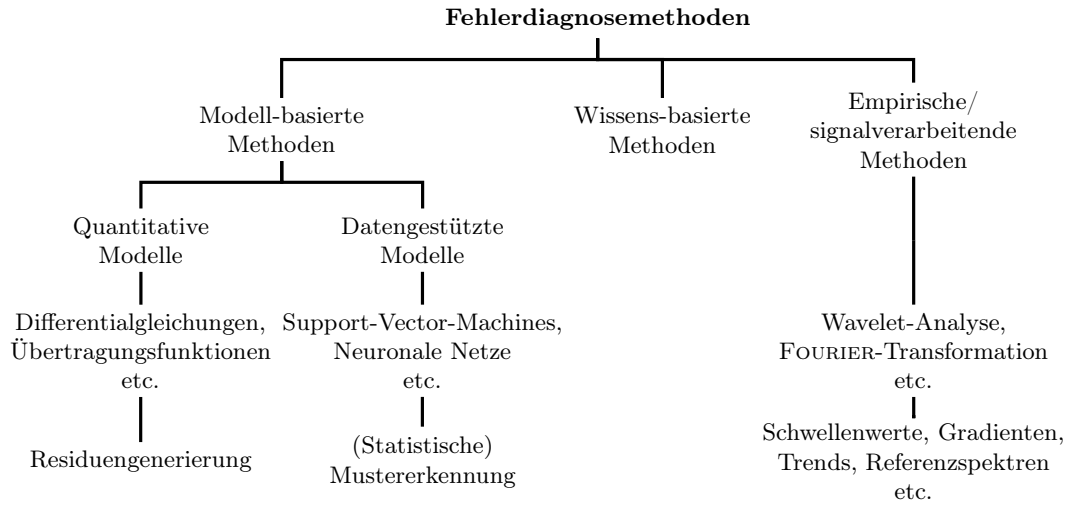 Fehlerdiagnosemethoden
Modell-basierte
Methoden
Wissens-basierte
Methoden
Empirische/
signalverarbeitende
Methoden
Quantitative
Modelle
Datengestützte
Modelle
Differentialgleichungen,
Übertragungsfunktionen
etc.
Support-Vector-Machines,
Neuronale Netze
etc.
Wavelet-Analyse,
FOURIER-Transformation
etc.
Residuengenerierung
(Statistische)
Mustererkennung
Schwellenwerte, Gradienten,
Trends, Referenzspektren
etc.